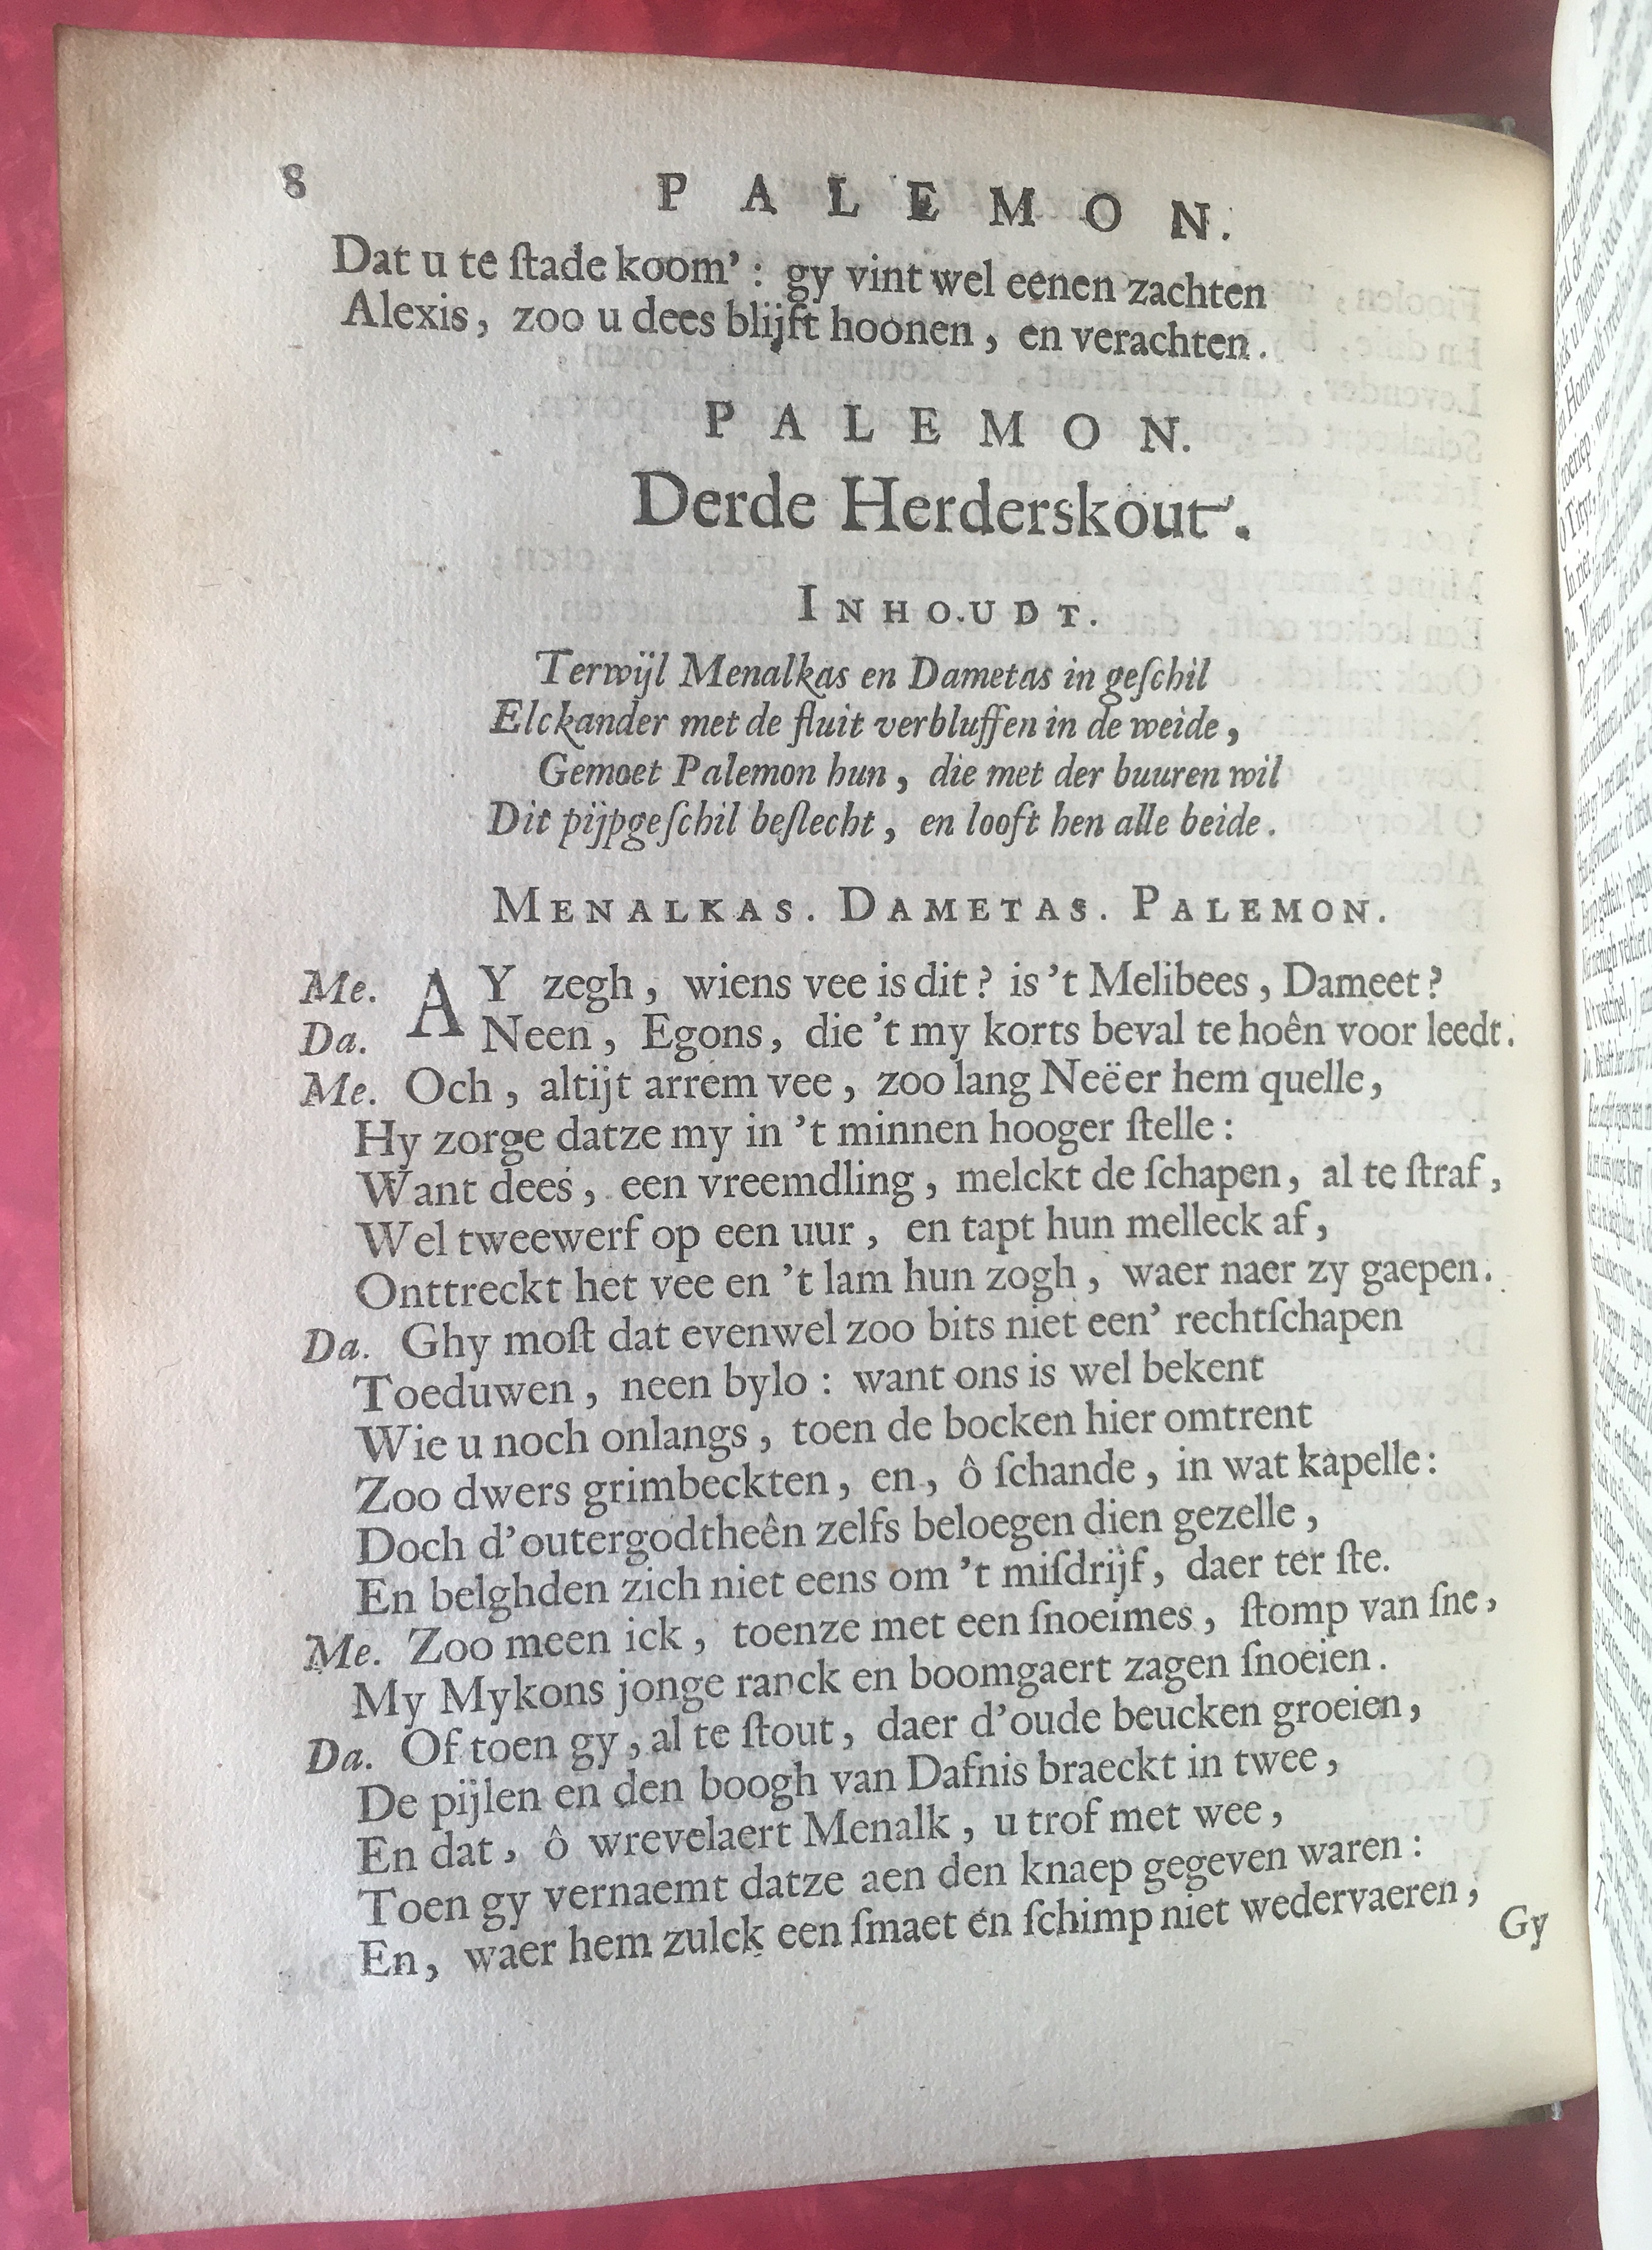 8 PALEMON.
Dat u te ſtade koom’: gy vint wel eenen zachten
Alexis, zoo u dees blijft hoonen, en verachten.
PALEMON.
Derde Herderskout.
INHOUDT.
Terwijl Menalkas en Dametas in geſchil
Elckander met de fluit verbluffen in de weide,
Gemoet Palemon hun, die met der buuren wil
Dit pijpgeſchil beſlecht, en looft hen alle beide.
MENALKAS. DAMETAS. PALEMON.
Me. AY zegh, wiens vee is dit? is ’t Melibees, Dameet?
Da. Neen, Egons, die ’t my korts beval te hoên voor leedt.
Me. Och, altijt arrem vee, zoo lang Neëer hem quelle,
Hy zorge datze my in ’t minnen hooger ſtelle:
Want dees, een vreemdling, melckt de ſchapen, al te ſtraf,
Wel tweewerf op een uur, en tapt hun melleck af,
Onttreckt het vee en ’t lam hun zogh, waer naer zy gaepen.
Da. Ghy moſt dat evenwel zoo bits niet een’ rechtſchapen
Toeduwen, neen bylo: want ons is wel bekent
Wie u noch onlangs, toen de bocken hier omtrent
Zoo dwers grimbeckten, en, ô ſchande, in wat kapelle:
Doch d’outergodtheên zelfs beloegen dien gezelle,
En belghden zich niet eens om ’t miſdrijf, daer ter ſte.
Me. Zoo meen ick, toenze met een ſnoeimes, ſtomp van ſne,
My Mykons jonge ranck en boomgaert zagen ſnoeien.
Da. Of toen gy, al te ſtout, daer d’oude beucken groeien,
De pijlen en den boogh van Dafnis braeckt in twee,
En dat, ô wrevelaert Menalk, u trof met wee,
Toen gy vernaemt datze aen den knaep gegeven waren:
En, waer hem zulck een ſmaet en ſchimp niet wedervaeren,
Gy